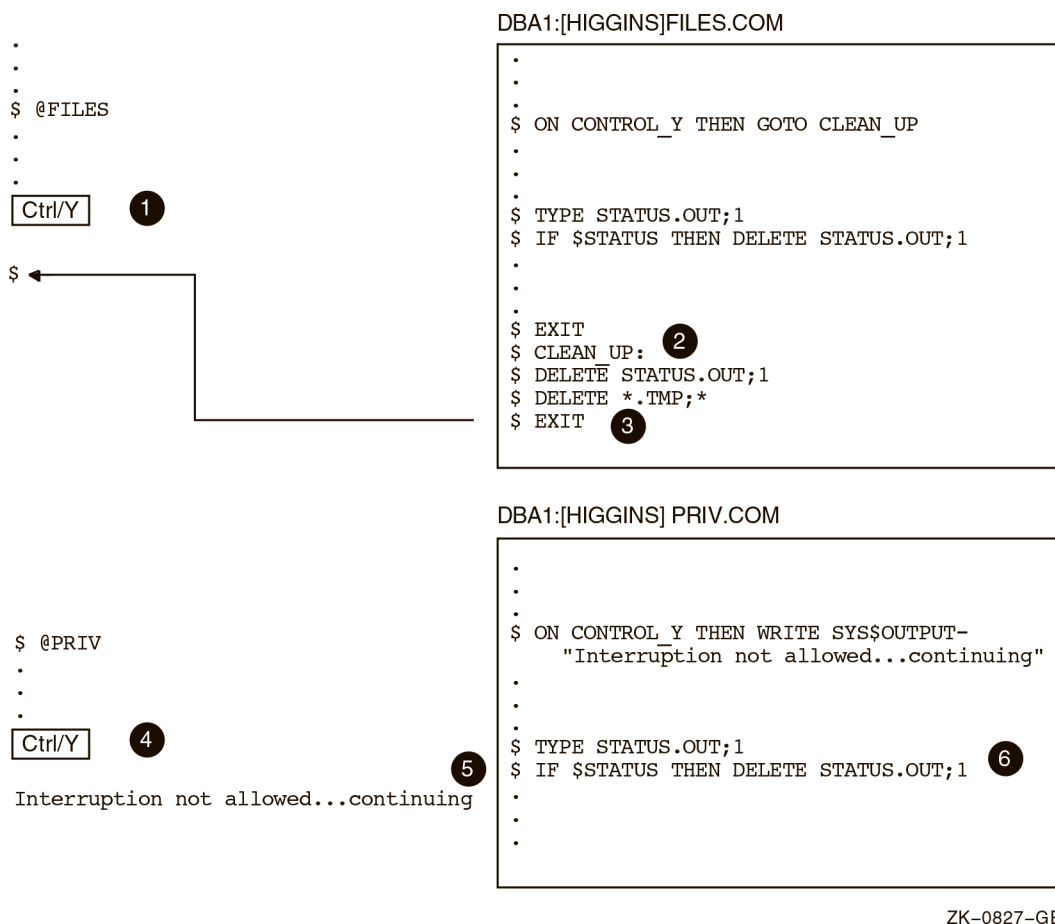 DBA1:[HIGGINS]FILES.COM
.
.
.
$ @FILES
.
.
.
Ctrl/Y 1
$
.
.
.
$ ON CONTROL_Y THEN GOTO CLEAN_UP
.
.
.
$ TYPE STATUS.OUT;1
$ IF $STATUS THEN DELETE STATUS.OUT;1
.
.
.
$ EXIT
$ CLEAN_UP: 2
$ DELETE STATUS.OUT;1
$ DELETE *.TMP;*
$ EXIT 3
DBA1:[HIGGINS] PRIV.COM
$ @PRIV
.
.
.
Ctrl/Y 4
5
Interruption not allowed...continuing
.
.
.
$ ON CONTROL_Y THEN WRITE SYS$OUTPUT-
"Interruption not allowed...continuing"
.
.
.
$ TYPE STATUS.OUT;1
$ IF $STATUS THEN DELETE STATUS.OUT;1 6
.
.
.